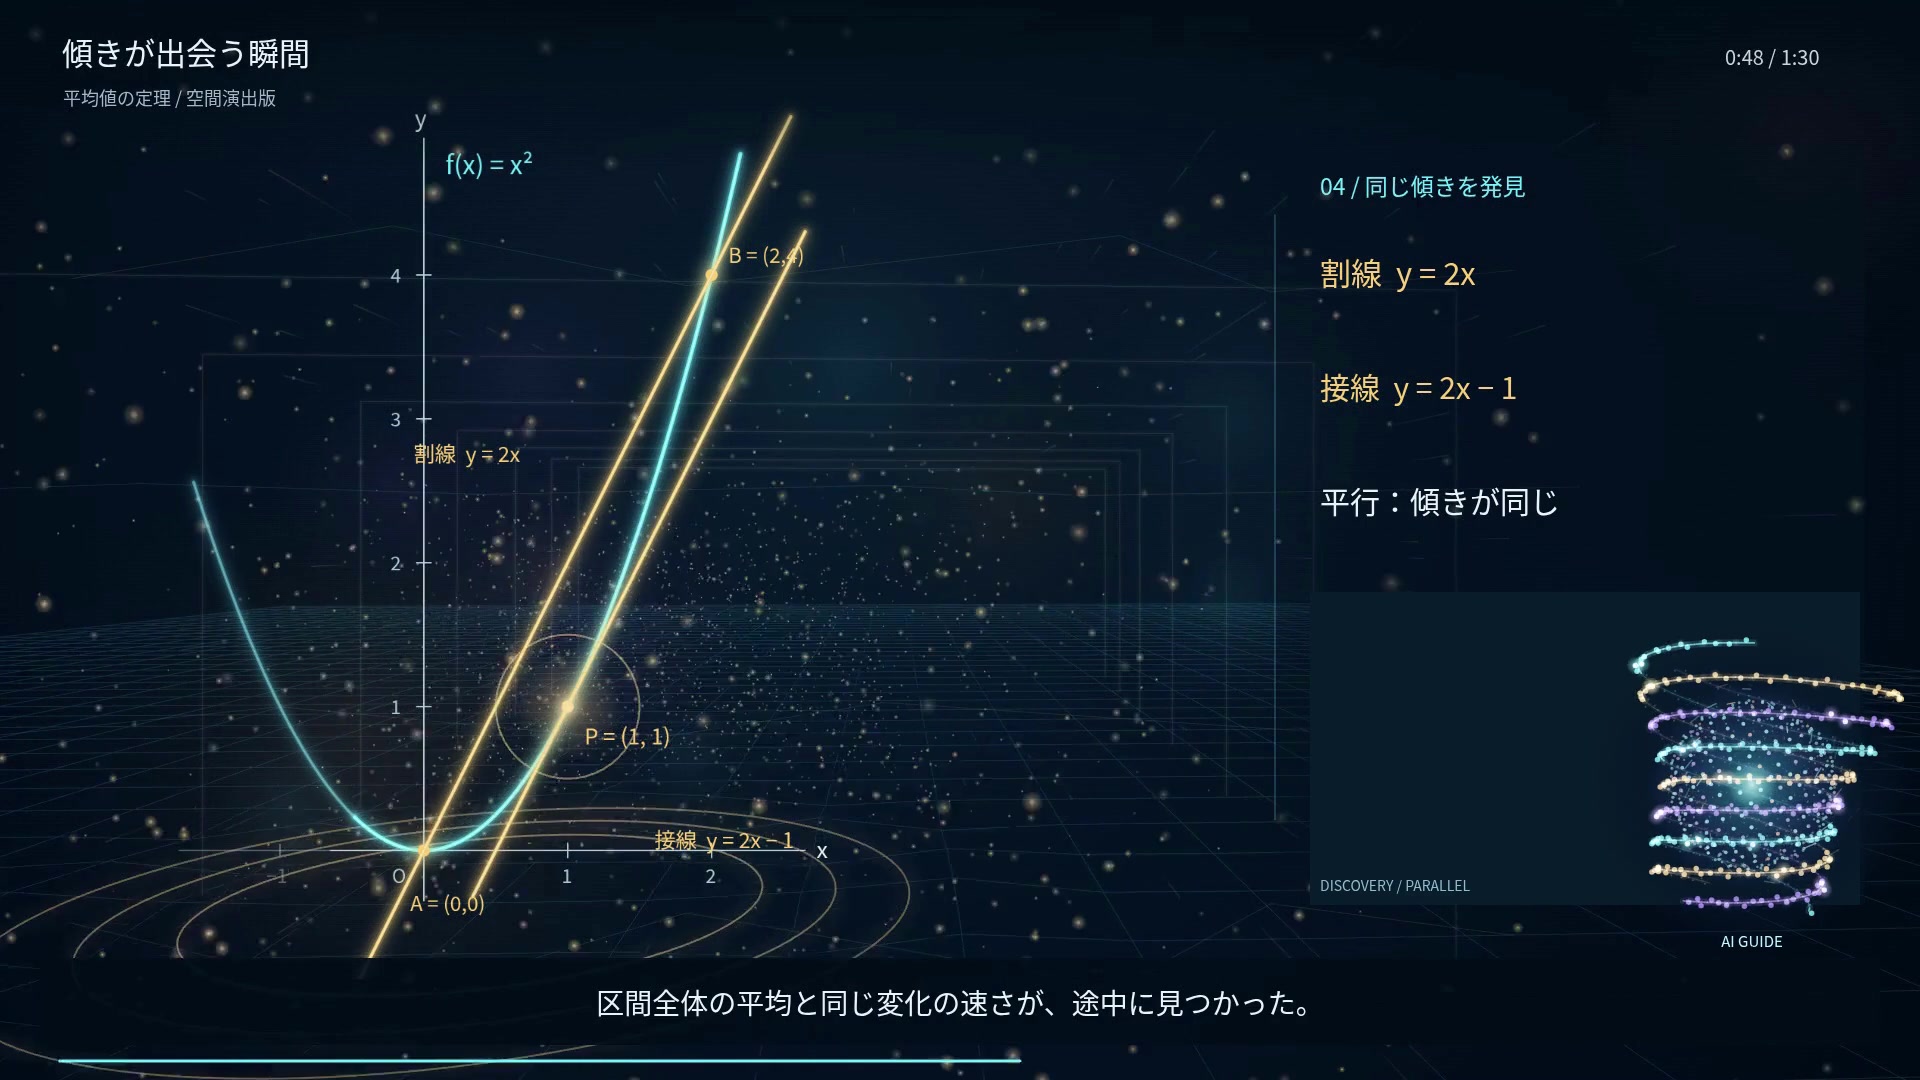 傾きが出会う瞬間
平均値の定理 / 空間演出版
0:48 / 1:30
y
f(x) = x²
B = (2,4)
4
3
割線 y = 2x
2
1
P = (1, 1)
接線 y = 2x − 1
x
−1
O
1
2
A = (0,0)
04 / 同じ傾きを発見
割線 y = 2x
接線 y = 2x − 1
平行：傾きが同じ
DISCOVERY / PARALLEL
AI GUIDE
区間全体の平均と同じ変化の速さが、途中に見つかった。